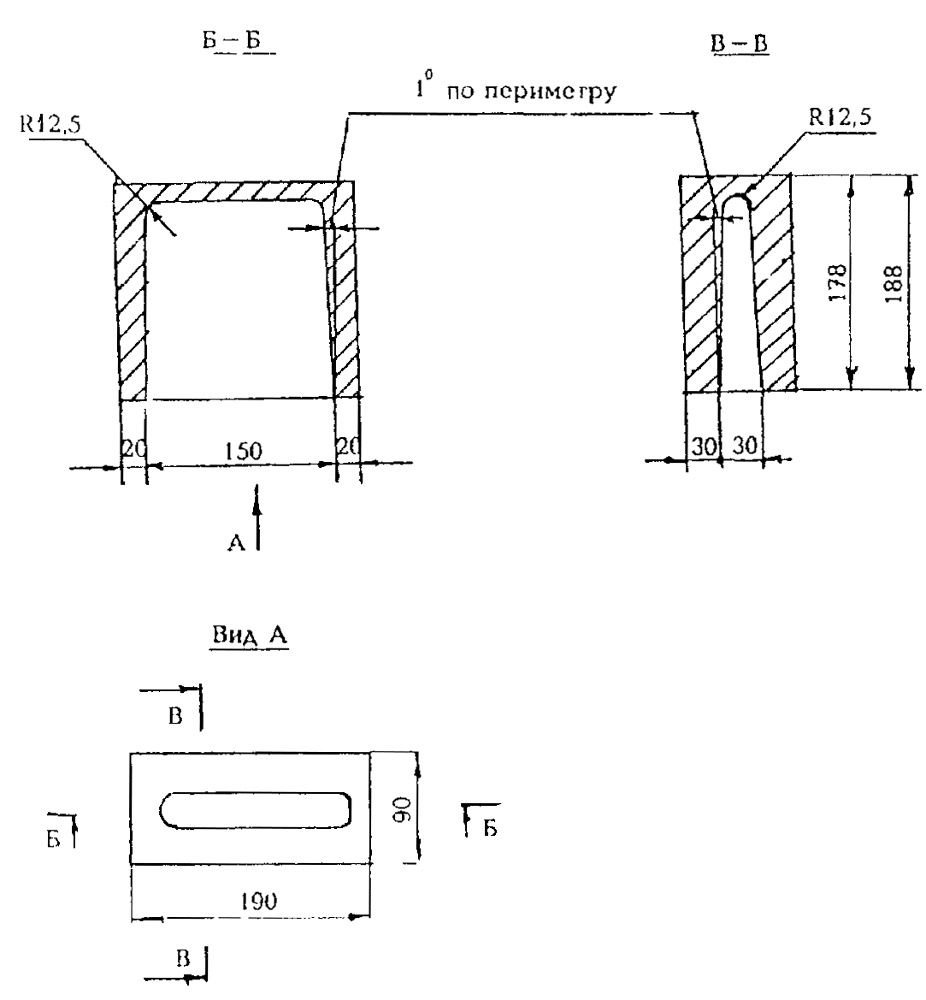 Б – Б
В – В
1° по периметру
R12,5
R12,5
178
188
20
150
20
30
30
А
Вид А
В
90
Б
Б
190
В